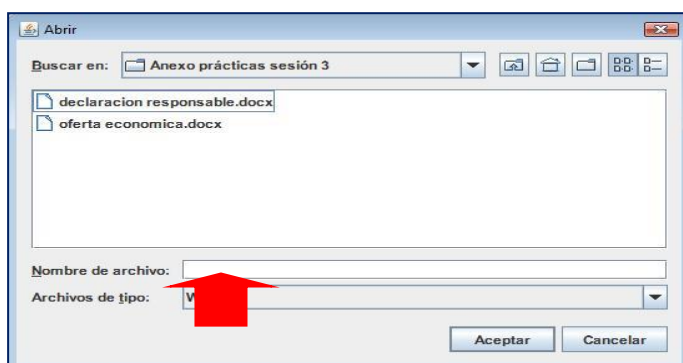 Abrir
Buscar en: Anexo prácticas sesión 3
declaracion responsable.docx
oferta economica.docx
Nombre de archivo:
Archivos de tipo:
Aceptar Cancelar